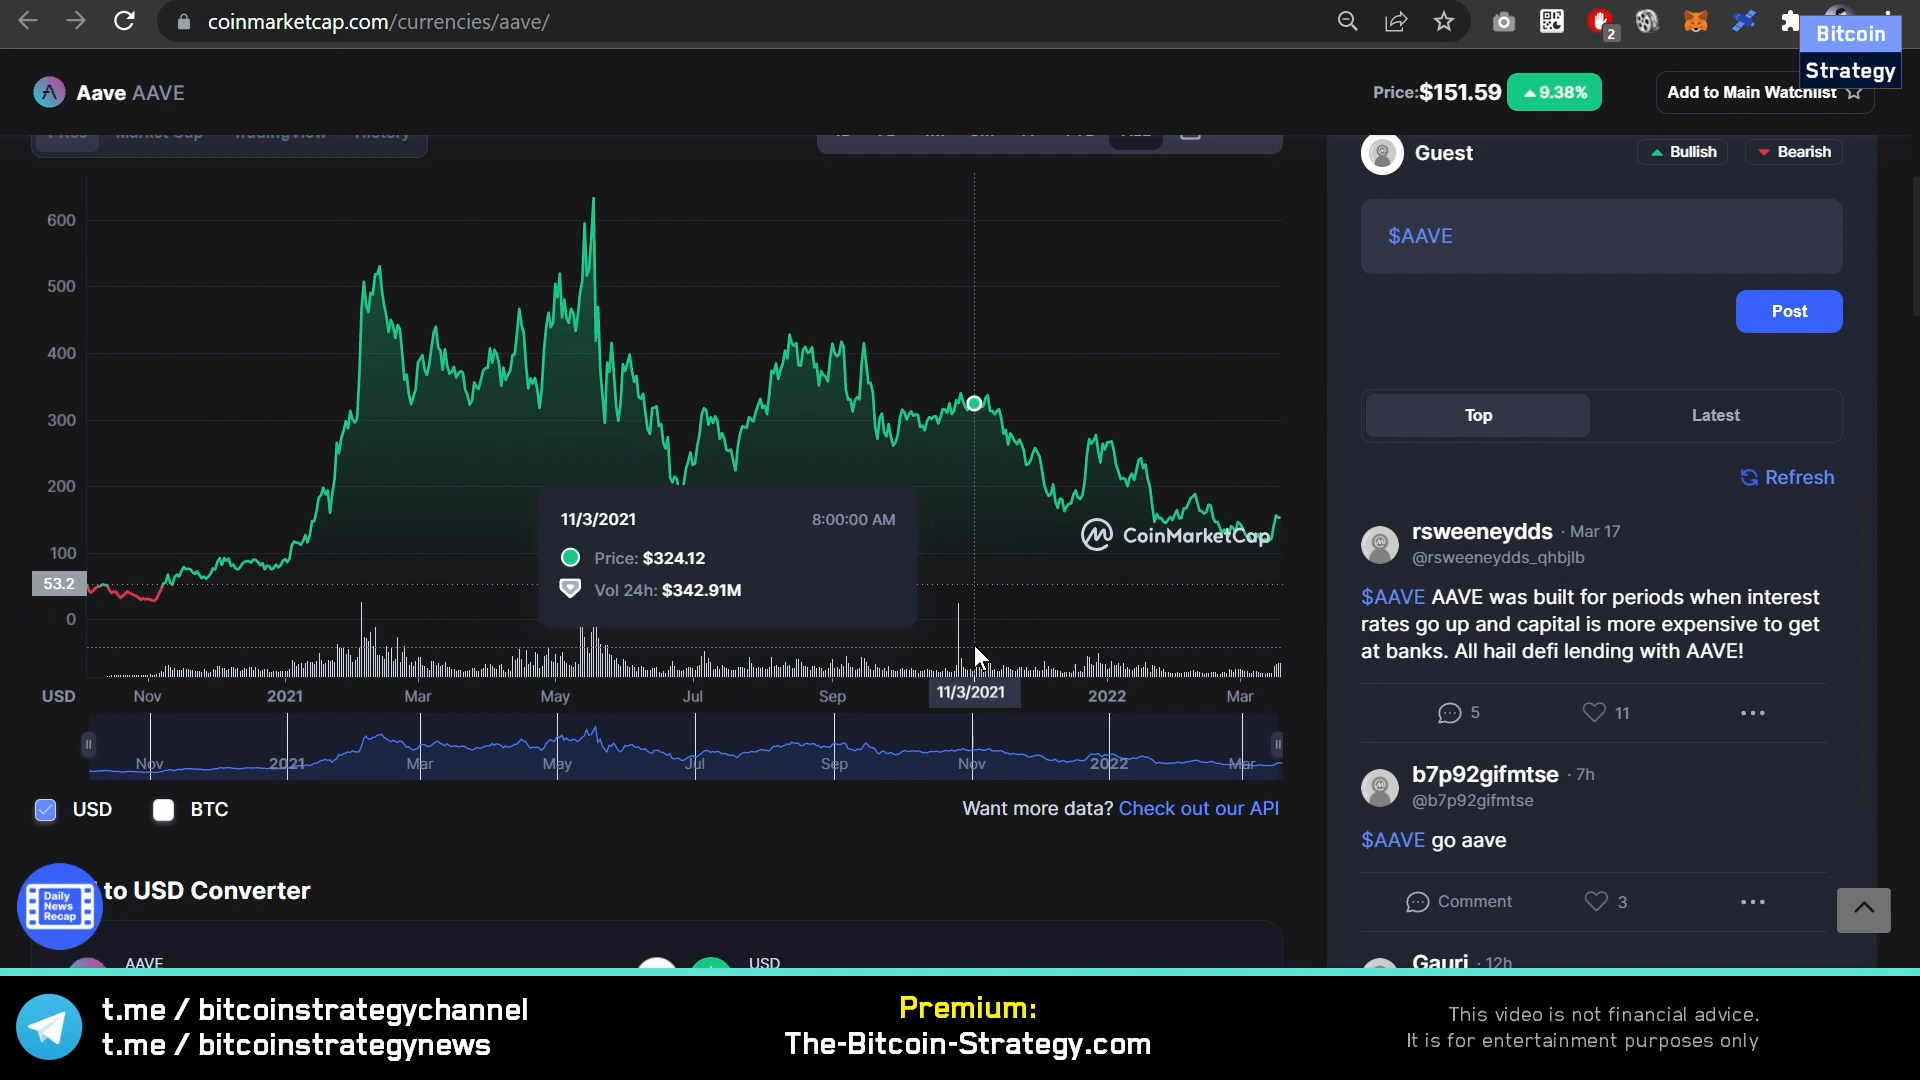 coinmarketcap.com/currencies/aave/
2
Bitcoin
Strategy
Aave AAVE
Price:$151.59
9.38%
Add to Main Watchlist
Price Market Cap TradingView History
ALL
Guest
Bullish
Bearish
600
500
400
300
200
100
53.2
0
$AAVE
Post
Top
Latest
Refresh
11/3/2021 8:00:00 AM
Price: $324.12
Vol 24h: $342.91M
CoinMarketCap
USD Nov 2021 Mar May Jul Sep 11/3/2021 2022 Mar
Nov 2021 Mar May Jul Sep Nov 2022 Mar
USD
BTC
Want more data? Check out our API
rsweeneydds · Mar 17
@rsweeneydds_qhbjlb
$AAVE AAVE was built for periods when interest
rates go up and capital is more expensive to get
at banks. All hail defi lending with AAVE!
5
11
b7p92gifmtse · 7h
@b7p92gifmtse
$AAVE go aave
Comment
3
Gauri · 12h
Daily
News
Recap
to USD Converter
AAVE
USD
t.me / bitcoinstrategychannel
t.me / bitcoinstrategynews
Premium:
The-Bitcoin-Strategy.com
This video is not financial advice.
It is for entertainment purposes only